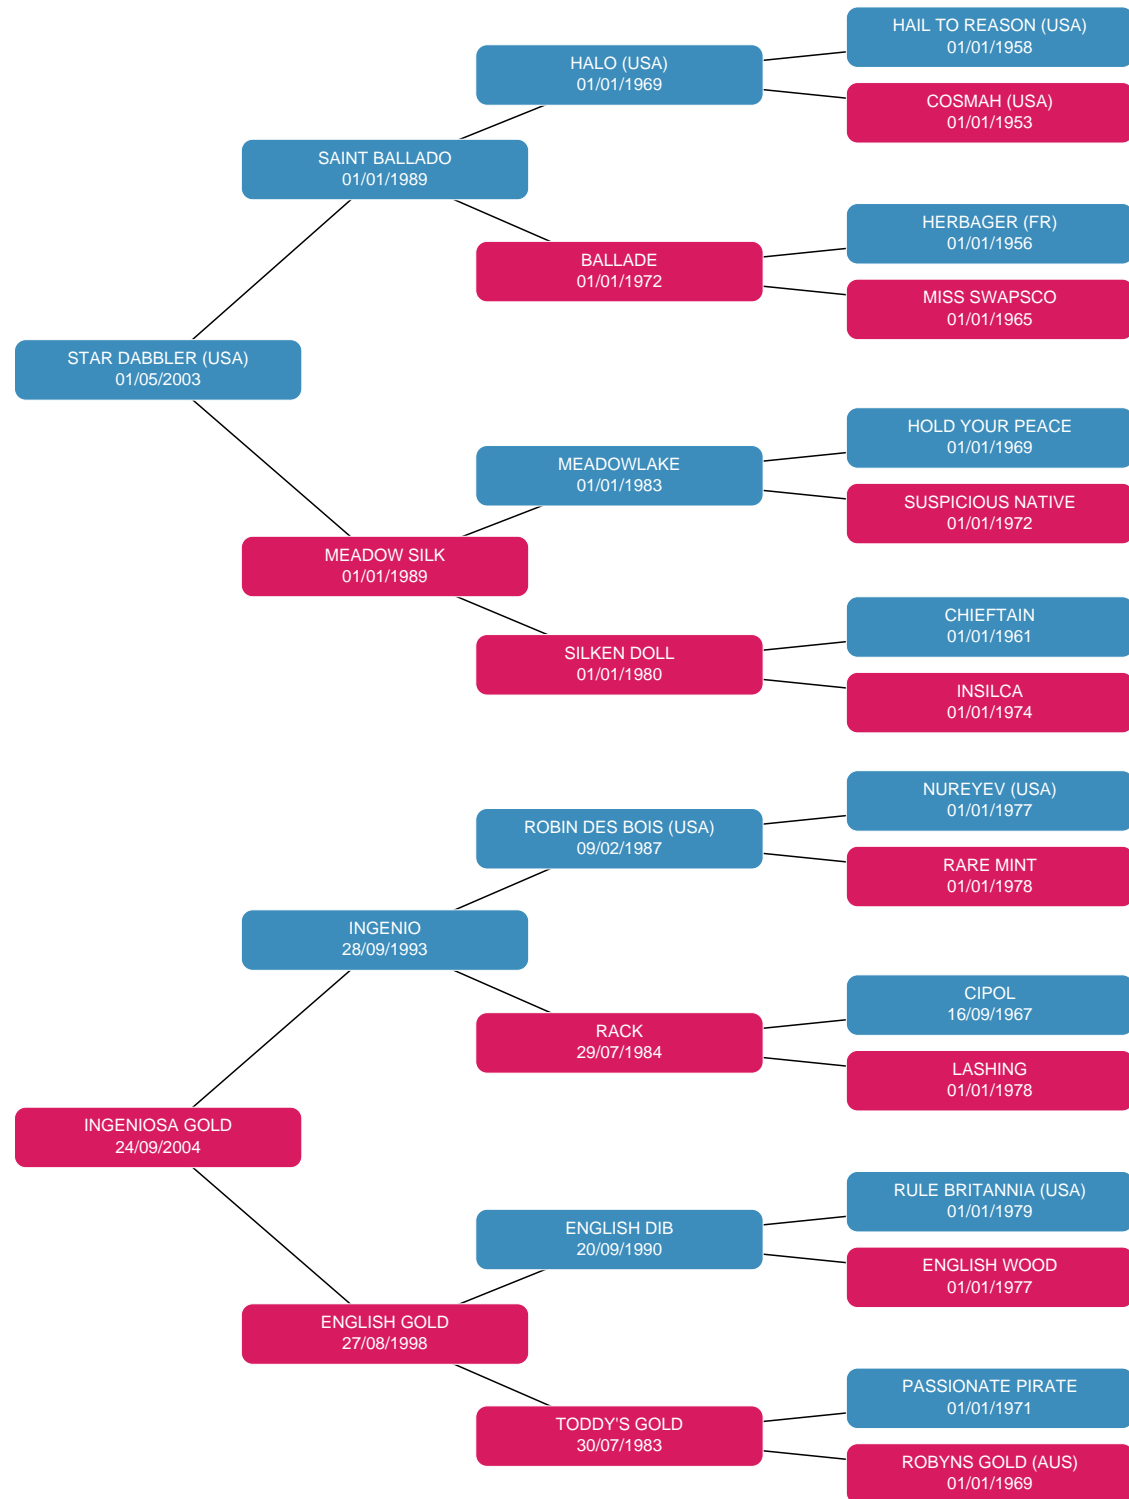 HAIL TO REASON (USA)
01/01/1958
HALO (USA)
01/01/1969
COSMAH (USA)
01/01/1953
SAINT BALLADO
01/01/1989
HERBAGER (FR)
01/01/1956
BALLADE
01/01/1972
MISS SWAPSCO
01/01/1965
STAR DABBLER (USA)
01/05/2003
HOLD YOUR PEACE
01/01/1969
MEADOWLAKE
01/01/1983
SUSPICIOUS NATIVE
01/01/1972
MEADOW SILK
01/01/1989
CHIEFTAIN
01/01/1961
SILKEN DOLL
01/01/1980
INSILCA
01/01/1974
NUREYEV (USA)
01/01/1977
ROBIN DES BOIS (USA)
09/02/1987
RARE MINT
01/01/1978
INGENIO
28/09/1993
CIPOL
16/09/1967
RACK
29/07/1984
LASHING
01/01/1978
INGENIOSA GOLD
24/09/2004
RULE BRITANNIA (USA)
01/01/1979
ENGLISH DIB
20/09/1990
ENGLISH WOOD
01/01/1977
ENGLISH GOLD
27/08/1998
PASSIONATE PIRATE
01/01/1971
TODDY'S GOLD
30/07/1983
ROBYNS GOLD (AUS)
01/01/1969